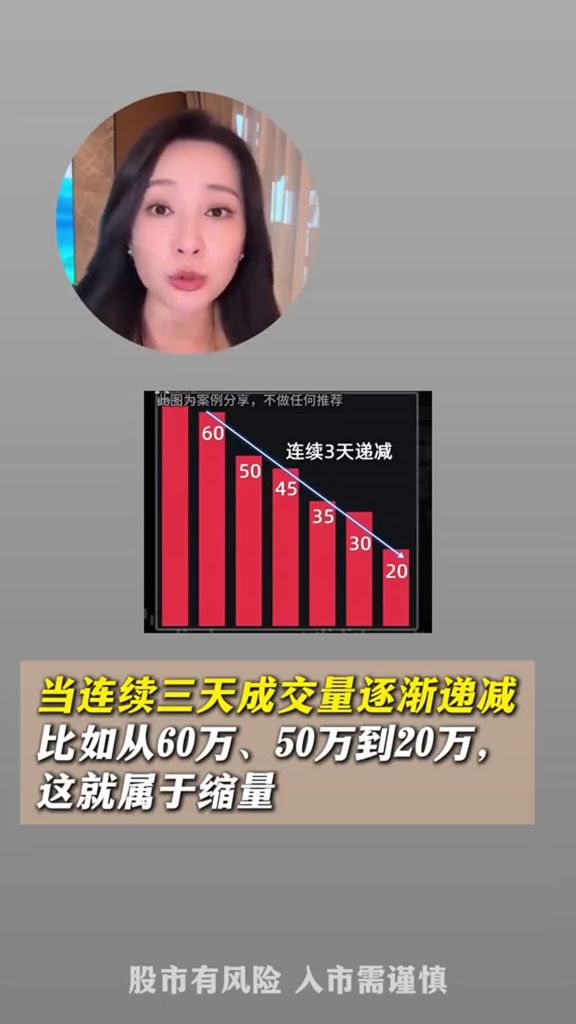 此图为案例分享，不做任何推荐
60
连续3天递减
50
45
35
30
20
当连续三天成交量逐渐递减
比如从60万、50万到20万，
这就属于缩量
股市有风险 入市需谨慎